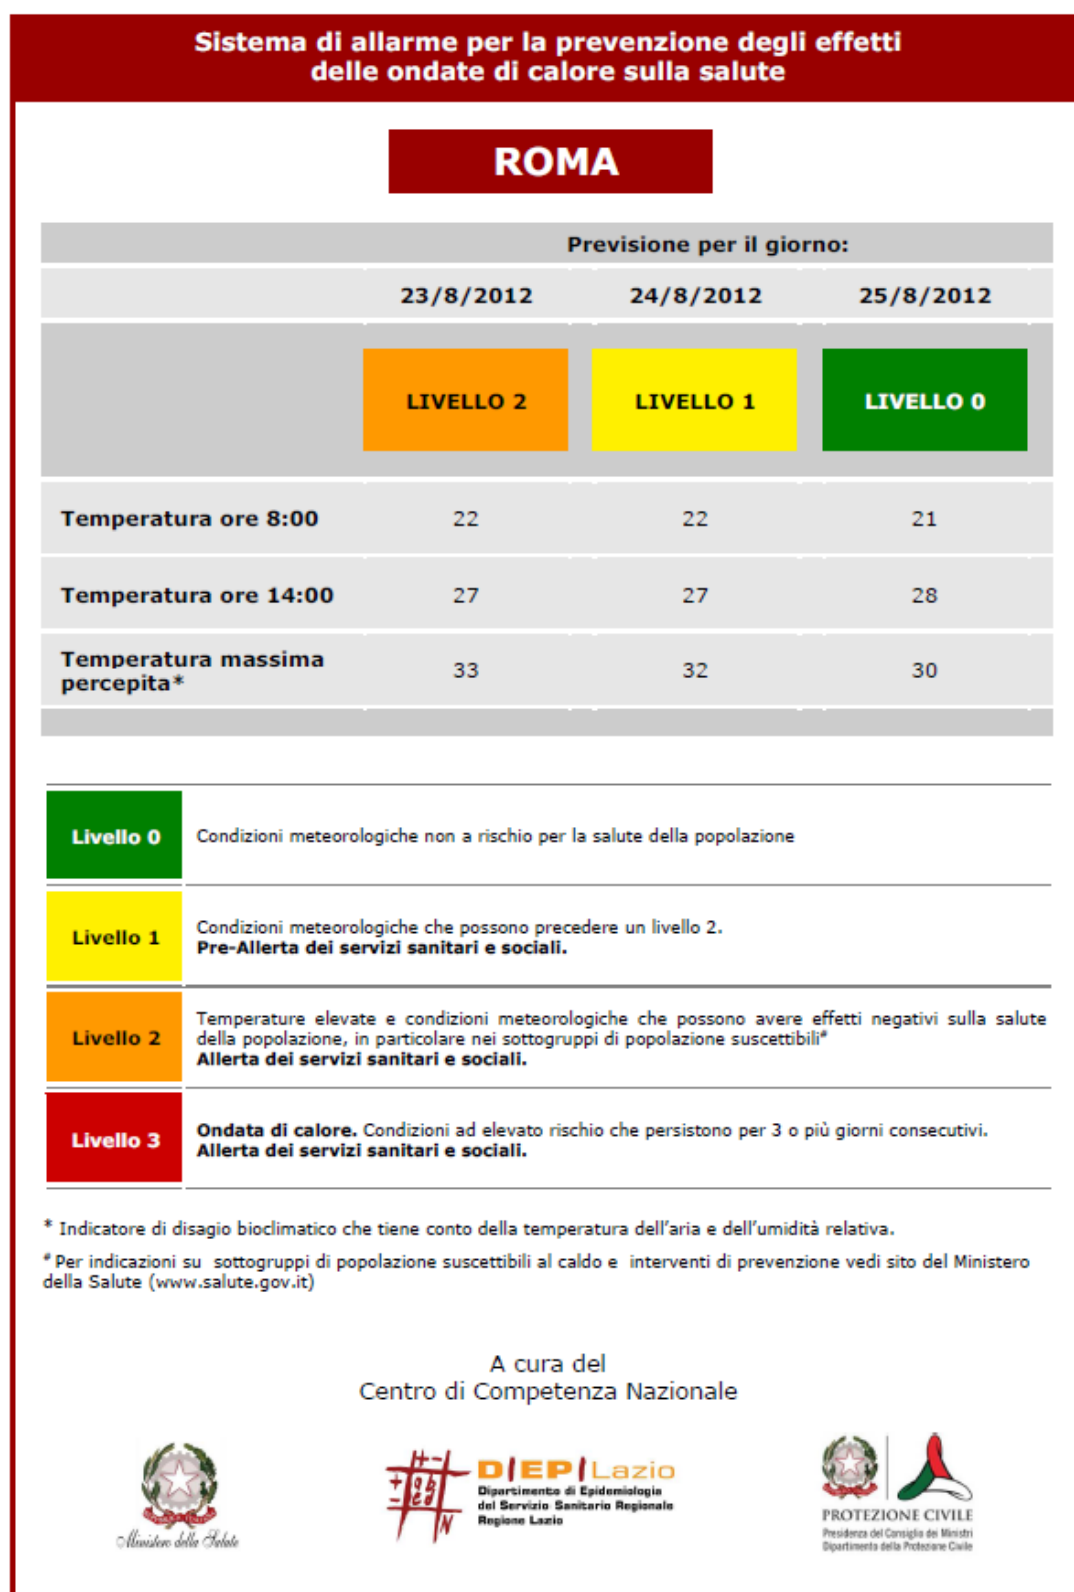 Sistema di allarme per la prevenzione degli effetti
delle ondate di calore sulla salute
ROMA
Previsione per il giorno:
23/8/2012 24/8/2012 25/8/2012
LIVELLO 2 LIVELLO 1 LIVELLO 0
Temperatura ore 8:00 22 22 21
Temperatura ore 14:00 27 27 28
Temperatura massima
percepita* 33 32 30
Livello 0 Condizioni meteorologiche non a rischio per la salute della popolazione
Livello 1 Condizioni meteorologiche che possono precedere un livello 2.
Pre-Allerta dei servizi sanitari e sociali.
Livello 2 Temperature elevate e condizioni meteorologiche che possono avere effetti negativi sulla salute
della popolazione, in particolare nei sottogruppi di popolazione suscettibili#
Allerta dei servizi sanitari e sociali.
Livello 3 Ondata di calore. Condizioni ad elevato rischio che persistono per 3 o più giorni consecutivi.
Allerta dei servizi sanitari e sociali.
* Indicatore di disagio bioclimatico che tiene conto della temperatura dell'aria e dell'umidità relativa.
# Per indicazioni su sottogruppi di popolazione suscettibili al caldo e interventi di prevenzione vedi sito del Ministero
della Salute (www.salute.gov.it)
A cura del
Centro di Competenza Nazionale
Ministero della Salute
D|EP|Lazio
Dipartimento di Epidemiologia
del Servizio Sanitario Regionale
Regione Lazio
PROTEZIONE CIVILE
Presidenza del Consiglio dei Ministri
Dipartimento della Protezione Civile